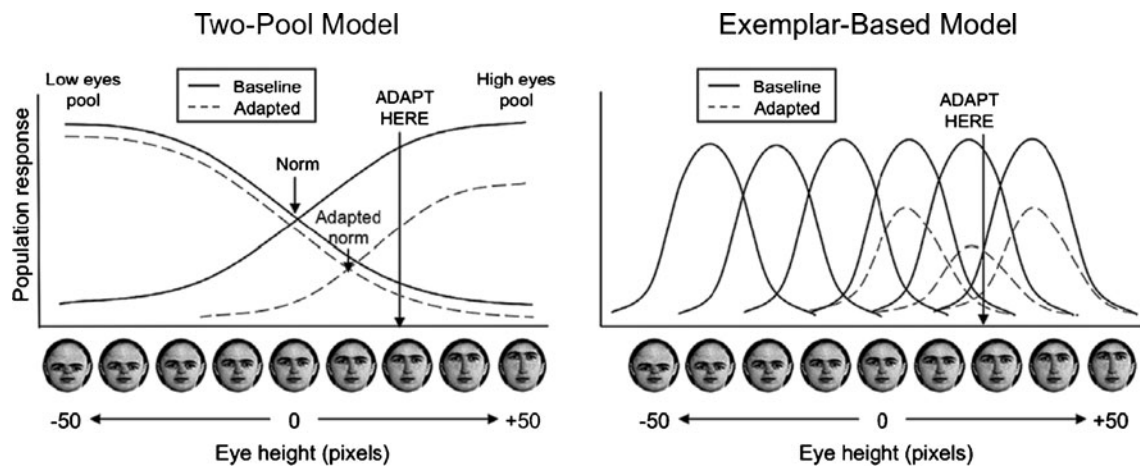 Two-Pool Model
Low eyes
pool
Baseline
Adapted
High eyes
pool
ADAPT
HERE
Norm
Adapted
norm
Population response
-50
0
+50
Eye height (pixels)
Exemplar-Based Model
Baseline
Adapted
ADAPT
HERE
-50
0
+50
Eye height (pixels)